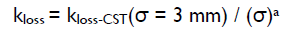 kloss = kloss-CST(σ = 3 mm) / (σ)ᵃ